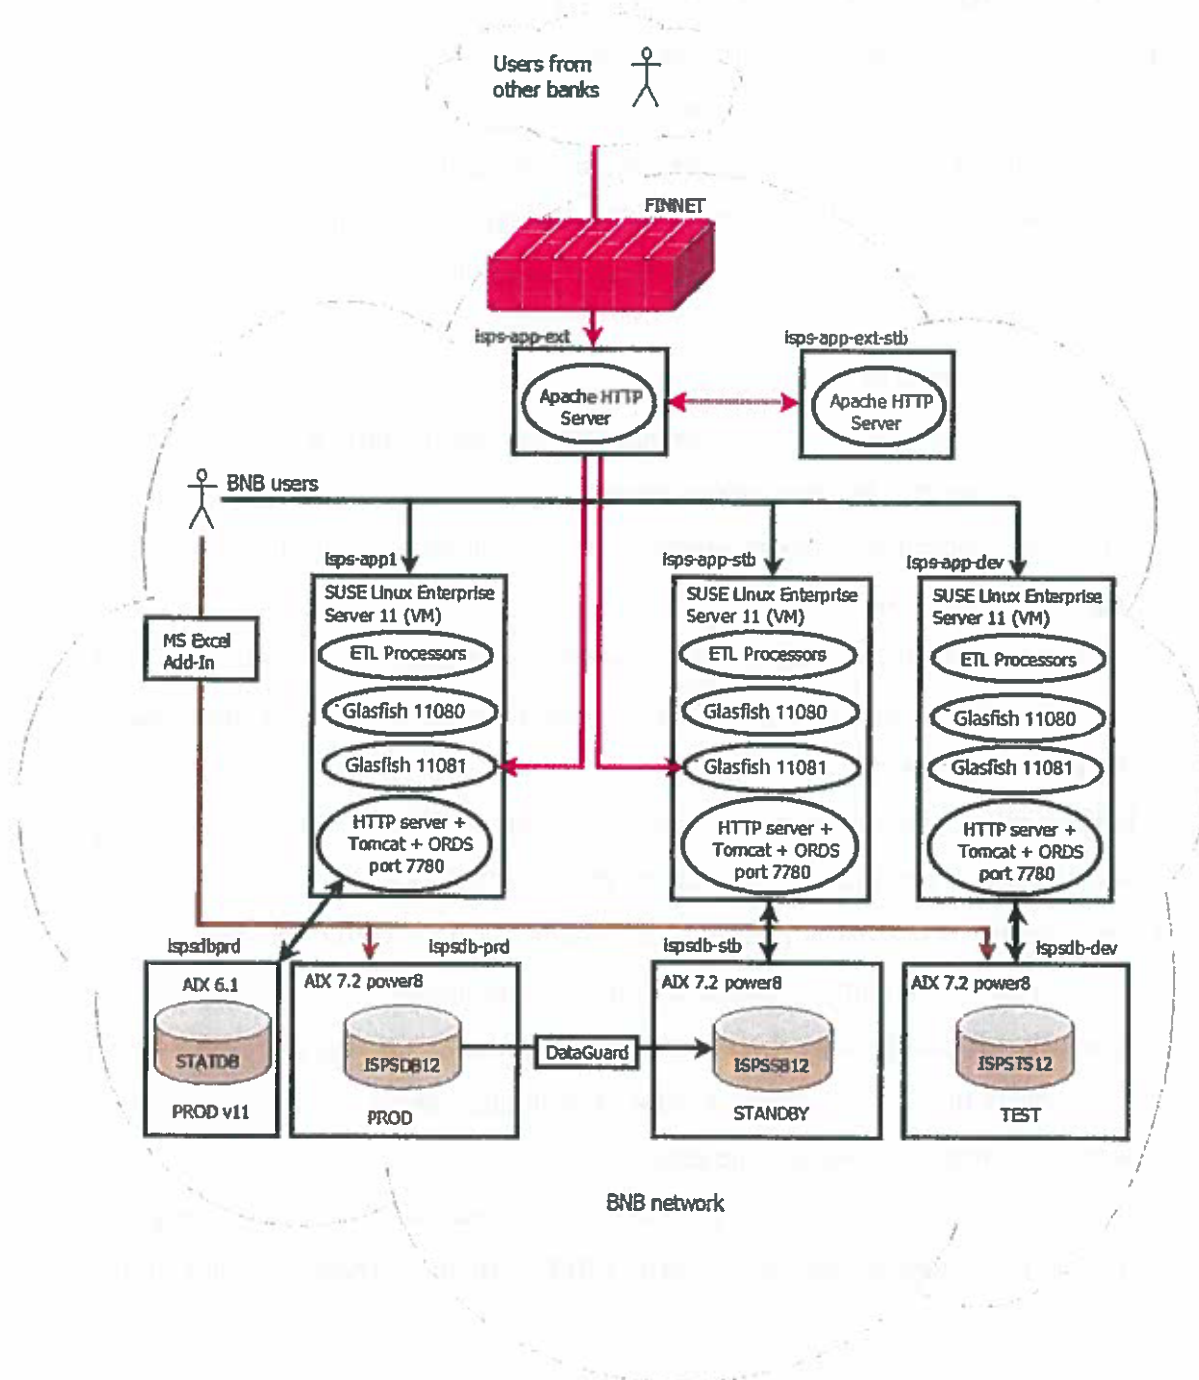 Users from
other banks
FINNET
isps-app-ext
isps-app-ext-stb
Apache HTTP
Server
Apache HTTP
Server
BNB users
isps-app1
isps-app-stb
isps-app-dev
SUSE Linux Enterprise
Server 11 (VM)
ETL Processors
Glasfish 11080
Glasfish 11081
HTTP server +
Tomcat + ORDS
port 7780
SUSE Linux Enterprise
Server 11 (VM)
ETL Processors
Glasfish 11080
Glasfish 11081
HTTP server +
Tomcat + ORDS
port 7780
SUSE Linux Enterprise
Server 11 (VM)
ETL Processors
Glasfish 11080
Glasfish 11081
HTTP server +
Tomcat + ORDS
port 7780
MS Excel
Add-In
ispsdbprd
ispsdb-prd
ispsdb-stb
ispsdb-dev
AIX 6.1
STATDB
PROD v11
AIX 7.2 power8
ISPSDB12
PROD
DataGuard
AIX 7.2 power8
ISPSSB12
STANDBY
AIX 7.2 power8
ISPSTS12
TEST
BNB network